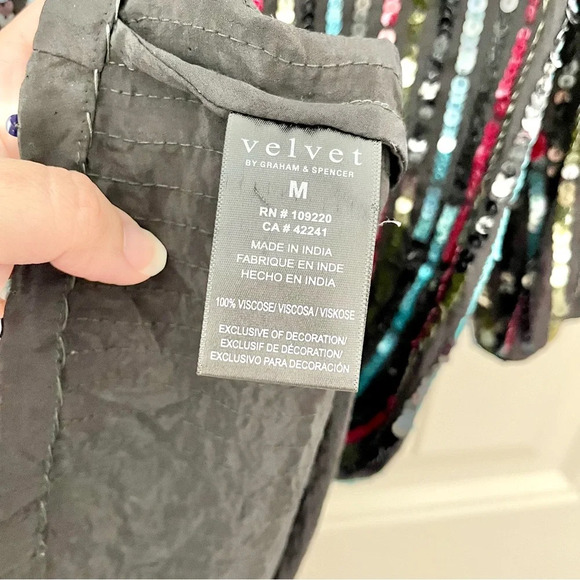 velvet
BY GRAHAM & SPENCER
M
RN # 109220
CA # 42241
MADE IN INDIA
FABRIQUE EN INDE
HECHO EN INDIA
100% VISCOSE/VISCOSA/VISKOSE
EXCLUSIVE OF DECORATION/
EXCLUSIF DE DÉCORATION/
EXCLUSIVO PARA DECORACIÓN